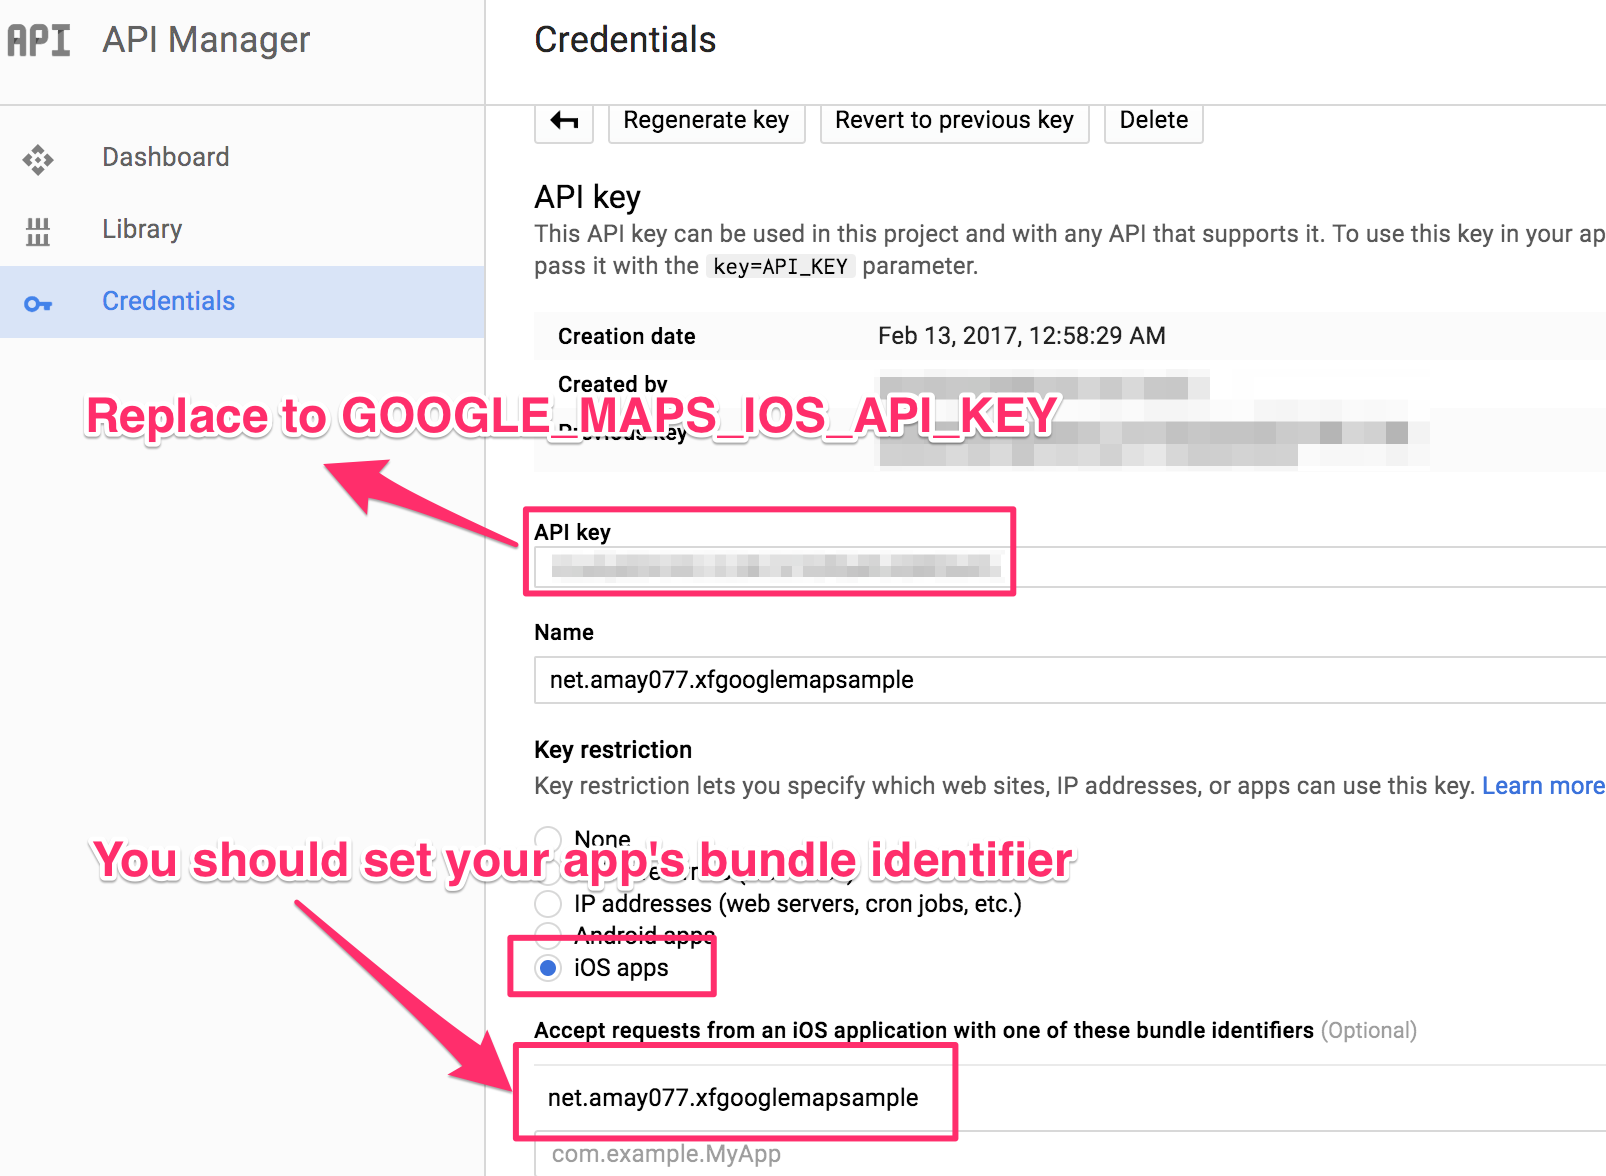 API API Manager
Credentials
Dashboard
Library
Credentials
Regenerate key
Revert to previous key
Delete
API key
This API key can be used in this project and with any API that supports it. To use this key in your ap
pass it with the key=API_KEY parameter.
Creation date Feb 13, 2017, 12:58:29 AM
Created by
Replace to GOOGLE_MAPS_IOS_API_KEY
Previous key
API key
Name
net.amay077.xfgooglemapsample
Key restriction
Key restriction lets you specify which web sites, IP addresses, or apps can use this key. Learn more
None
You should set your app's bundle identifier
IP addresses (web servers, cron jobs, etc.)
Android apps
iOS apps
Accept requests from an iOS application with one of these bundle identifiers (Optional)
net.amay077.xfgooglemapsample
com.example.MyApp